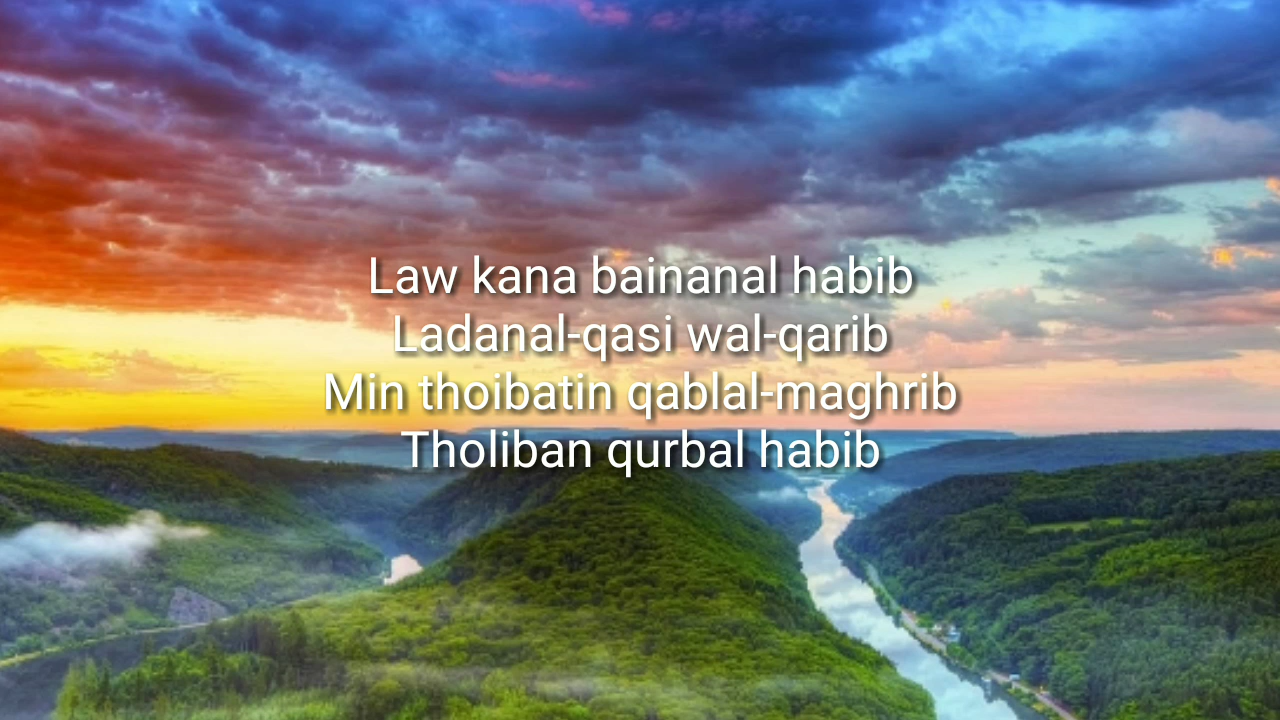 Law kana bainanal habib
Ladanal-qasi wal-qarib
Min thoibatin qablal-maghrib
Tholiban qurbal habib